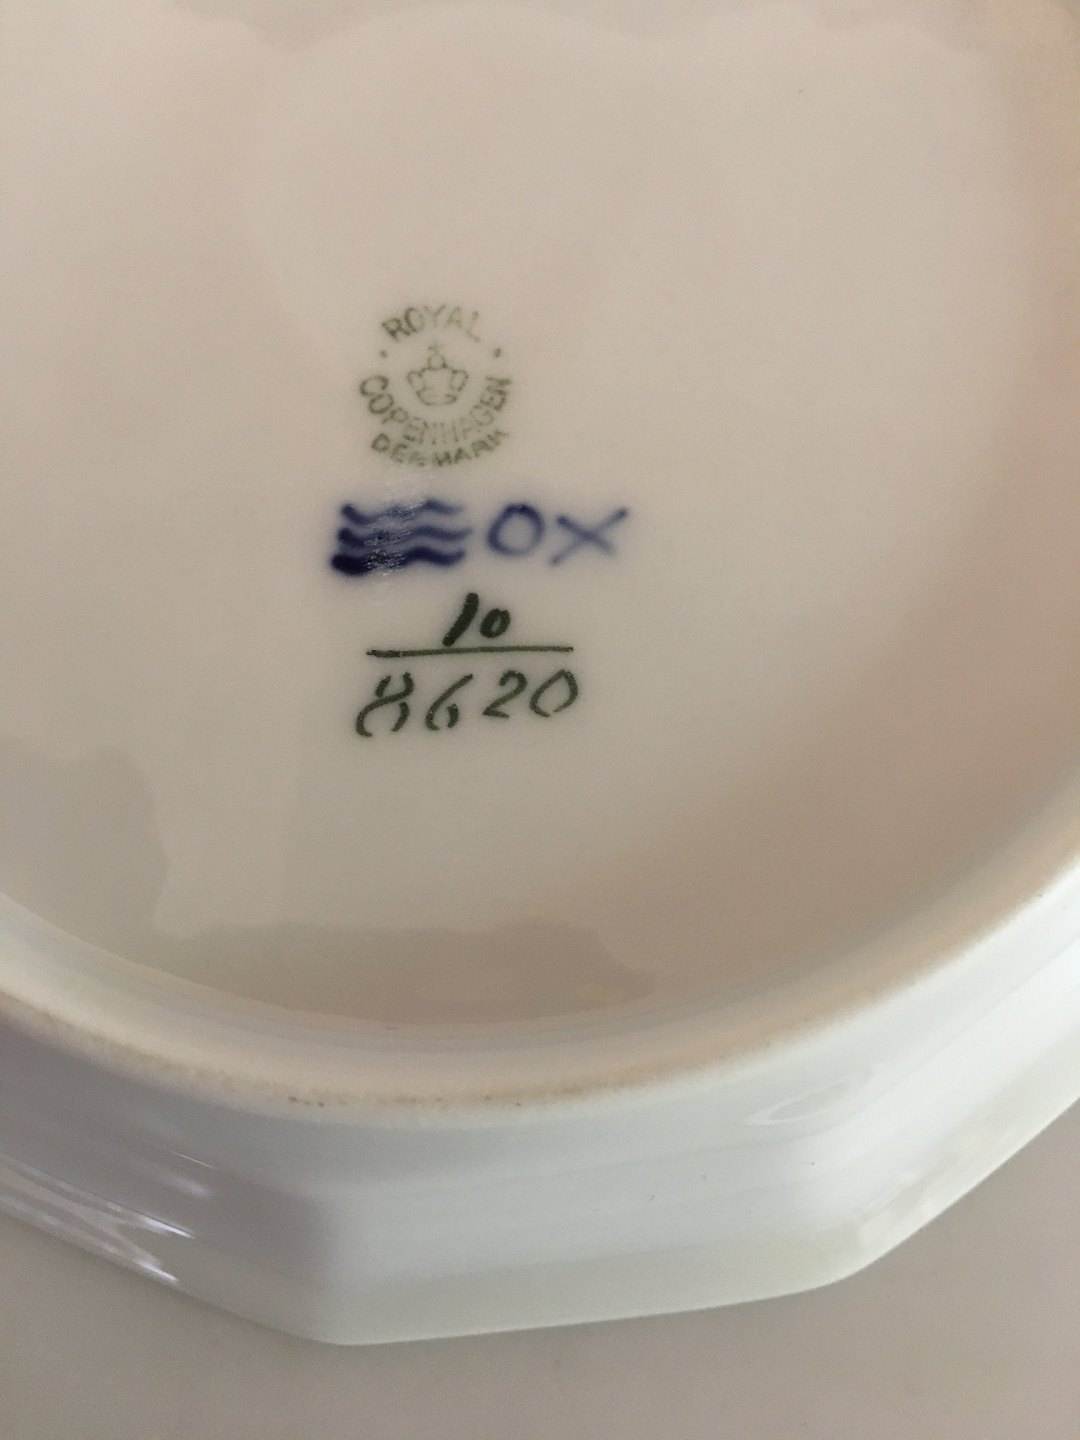 ROYAL
COPENHAGEN
DENMARK
OX
10
8620